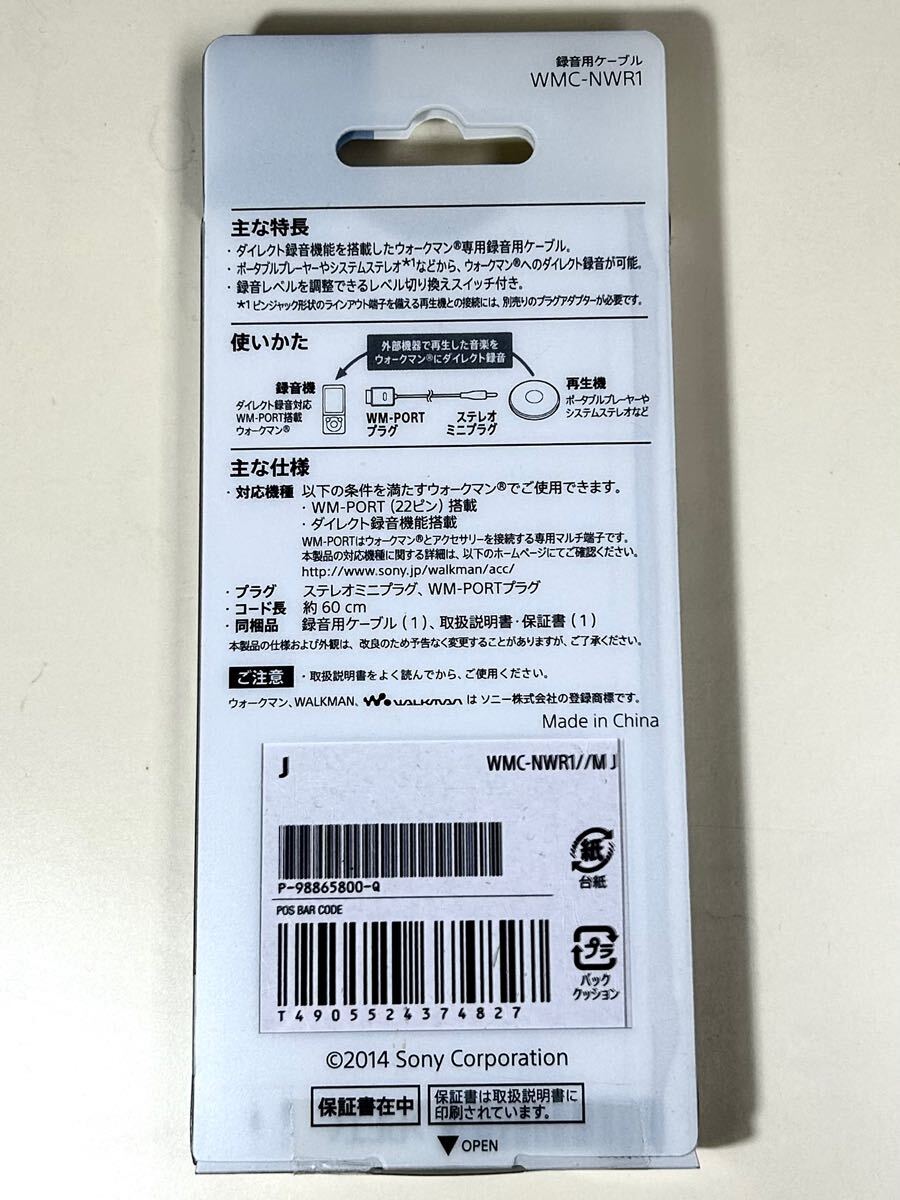 録音用ケーブル
WMC-NWR1
主な特長
・ダイレクト録音機能を搭載したウォークマン®専用録音用ケーブル。
・ポータブルプレーヤーやシステムステレオ*1などから、ウォークマン®へのダイレクト録音が可能。
・録音レベルを調整できるレベル切り換えスイッチ付き。
*1 ピンジャック形状のラインアウト端子を備える再生機との接続には、別売りのプラグアダプターが必要です。
使いかた
外部機器で再生した音楽を
ウォークマン®にダイレクト録音
録音機
ダイレクト録音対応
WM-PORT搭載
ウォークマン®
WM-PORT
プラグ
ステレオ
ミニプラグ
再生機
ポータブルプレーヤーや
システムステレオなど
主な仕様
・対応機種 以下の条件を満たすウォークマン®でご使用できます。
・WM-PORT（22ピン）搭載
・ダイレクト録音機能搭載
WM-PORTはウォークマン®とアクセサリーを接続する専用マルチ端子です。
本製品の対応機種に関する詳細は、以下のホームページにてご確認ください。
http://www.sony.jp/walkman/acc/
・プラグ ステレオミニプラグ、WM-PORTプラグ
・コード長 約 60 cm
・同梱品 録音用ケーブル（1）、取扱説明書・保証書（1）
本製品の仕様および外観は、改良のため予告なく変更することがありますが、ご了承ください。
ご注意 ・取扱説明書をよく読んでから、ご使用ください。
ウォークマン、WALKMAN、W. WALKMAN は ソニー株式会社の登録商標です。
Made in China
J WMC-NWR1//M J
P-98865800-Q
POS BAR CODE
T4905524374827
紙
台紙
プラ
パック
クッション
©2014 Sony Corporation
保証書在中
保証書は取扱説明書に
印刷されています。
▼OPEN